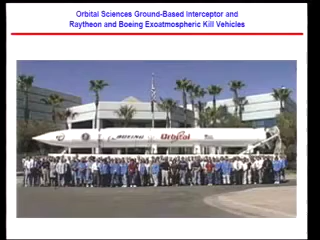 Orbital Sciences Ground-Based Interceptor and
Raytheon and Boeing Exoatmospheric Kill Vehicles
BOEING
Orbital